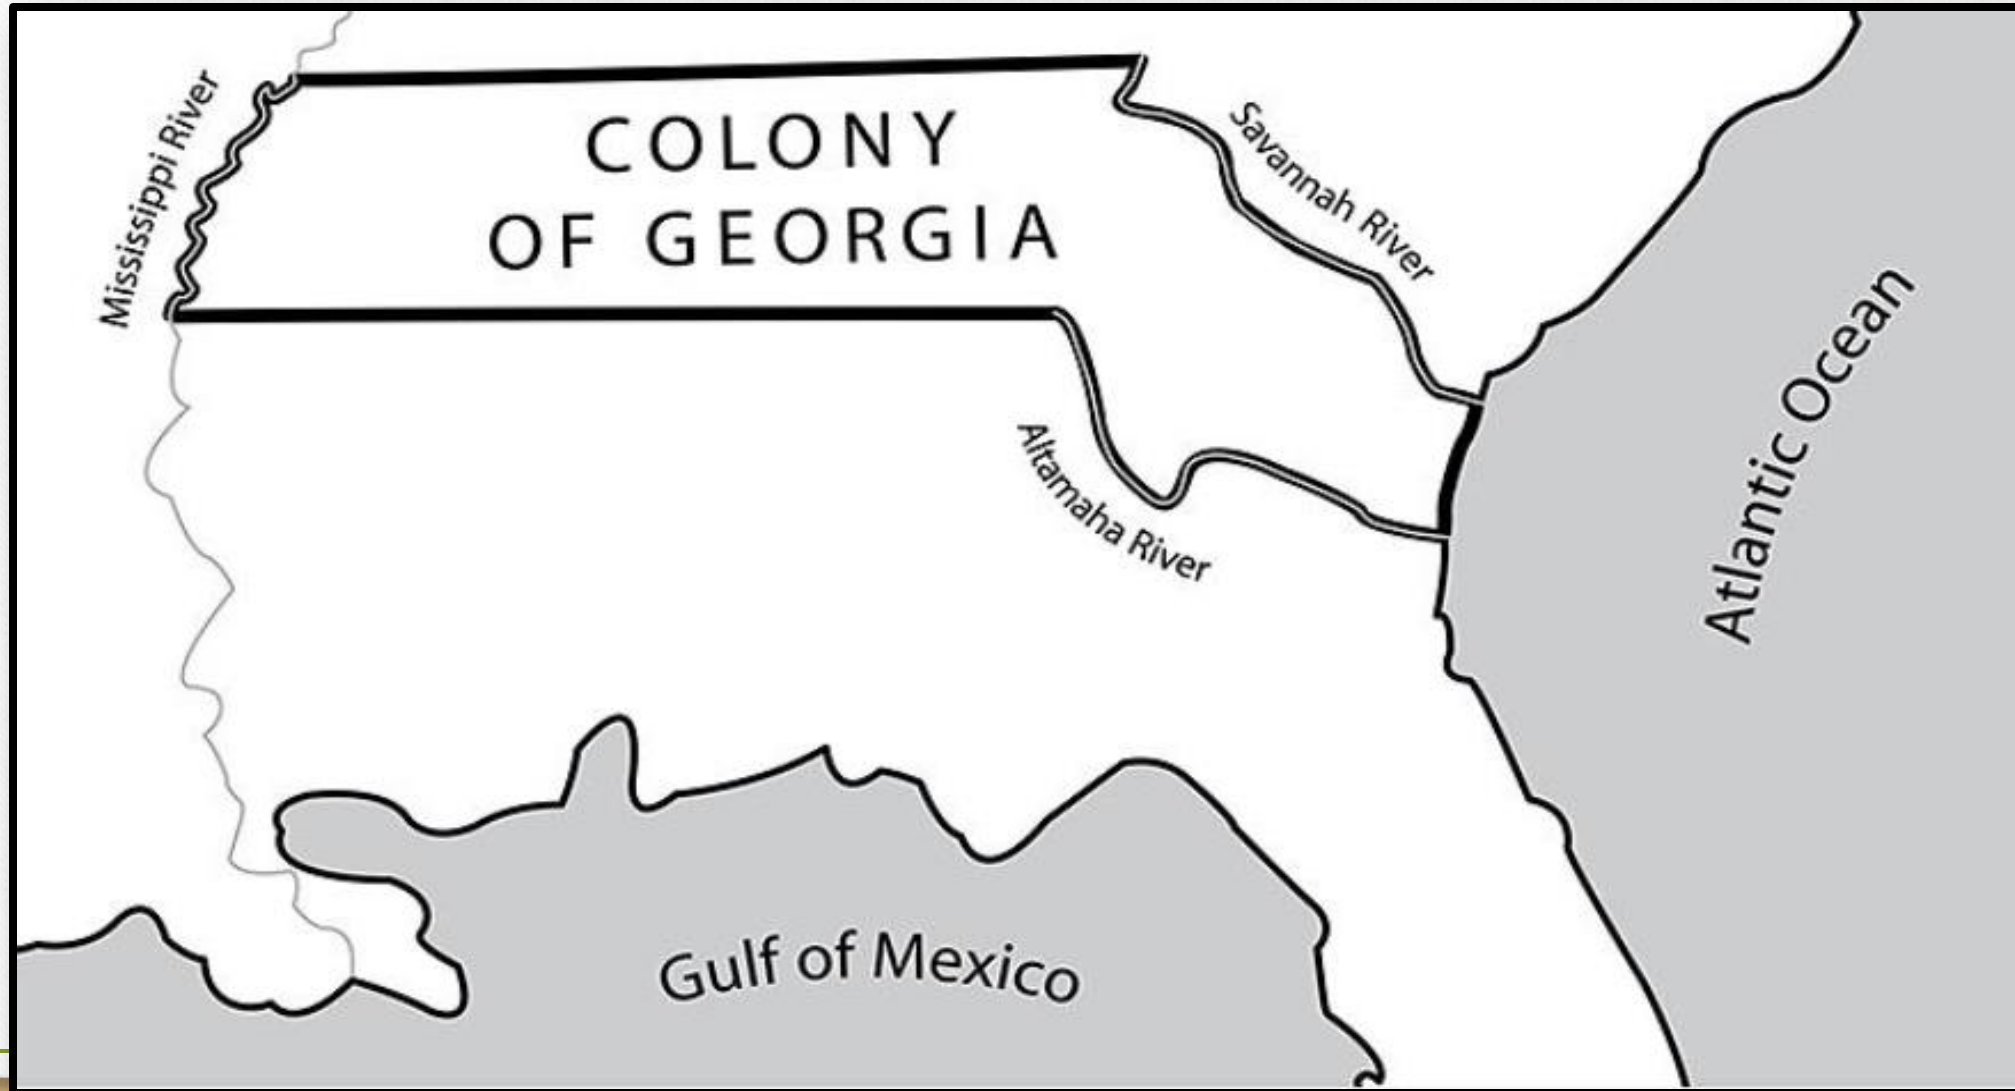 Mississippi River
COLONY
OF GEORGIA
Savannah River
Altamaha River
Atlantic Ocean
Gulf of Mexico